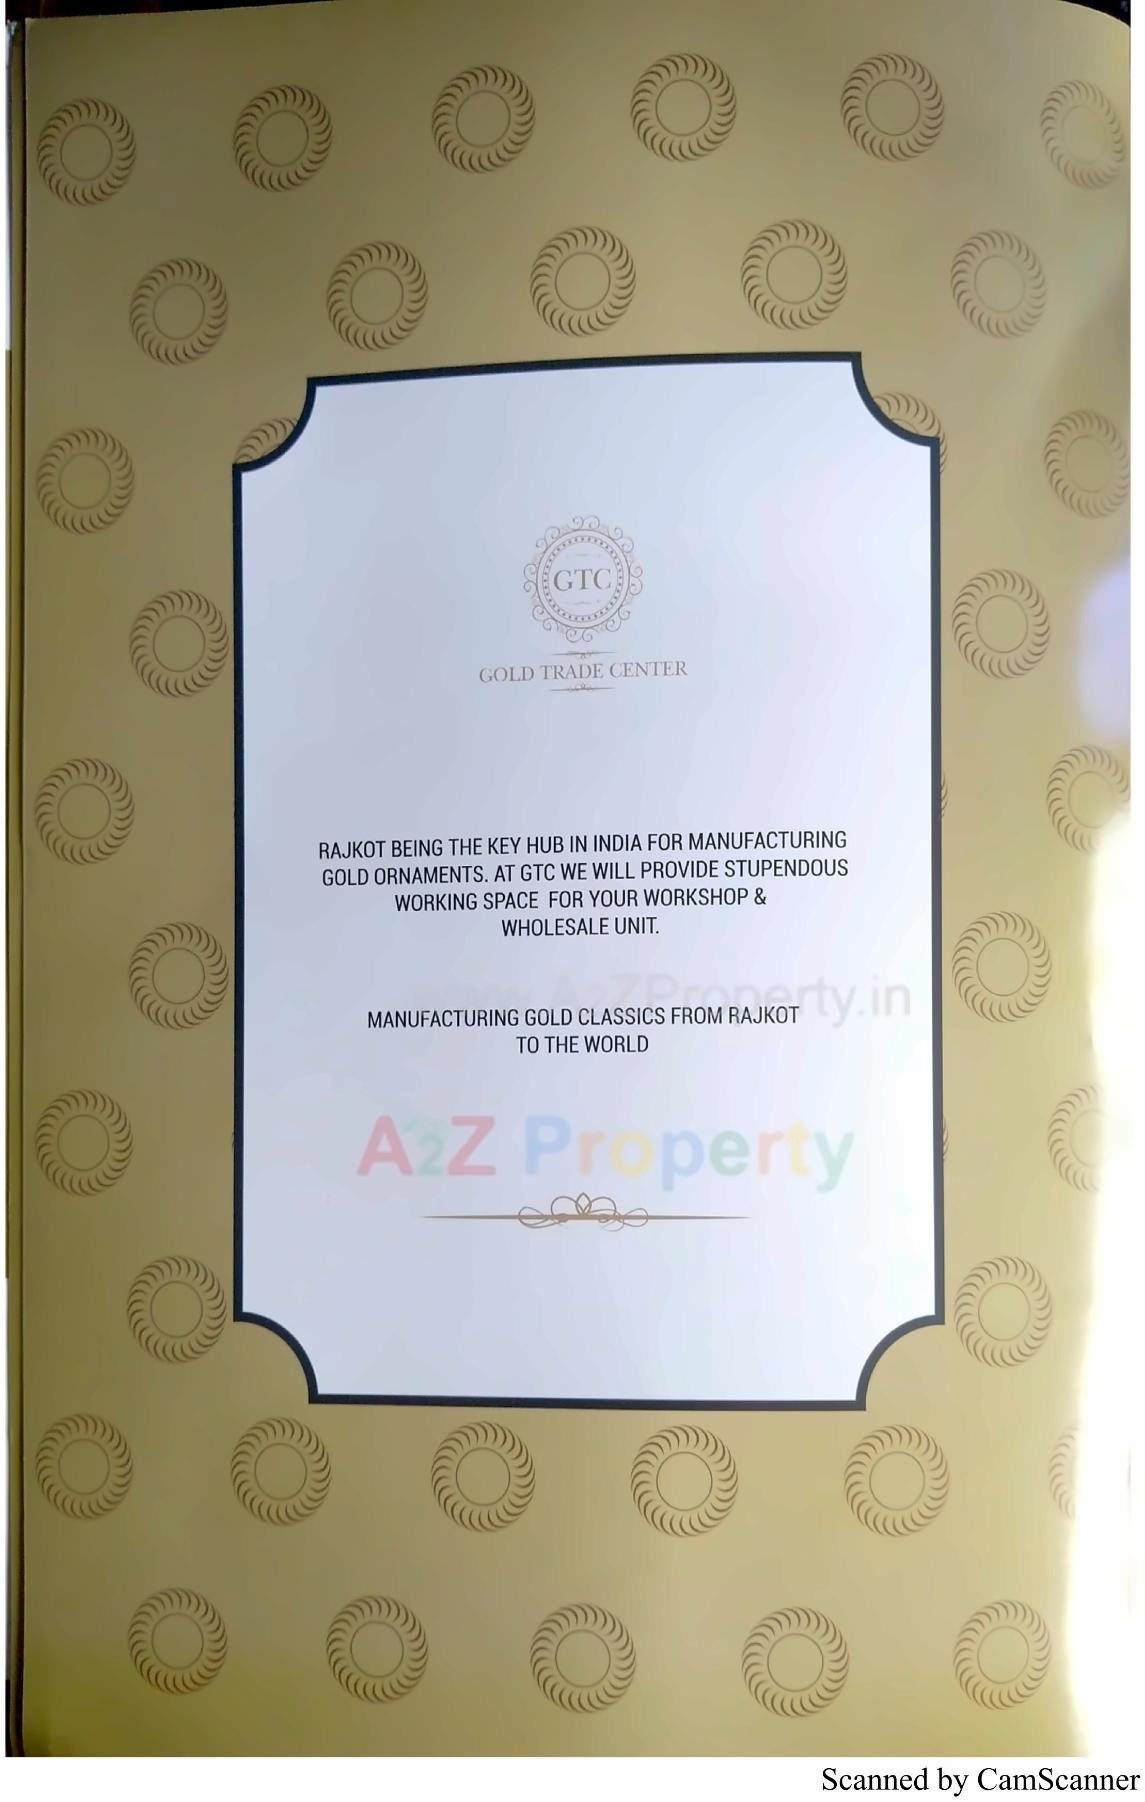 GTC
GOLD TRADE CENTER
RAJKOT BEING THE KEY HUB IN INDIA FOR MANUFACTURING
GOLD ORNAMENTS. AT GTC WE WILL PROVIDE STUPENDOUS
WORKING SPACE FOR YOUR WORKSHOP &
WHOLESALE UNIT.
www.A2ZProperty.in
MANUFACTURING GOLD CLASSICS FROM RAJKOT
TO THE WORLD
A2Z Property
Scanned by CamScanner